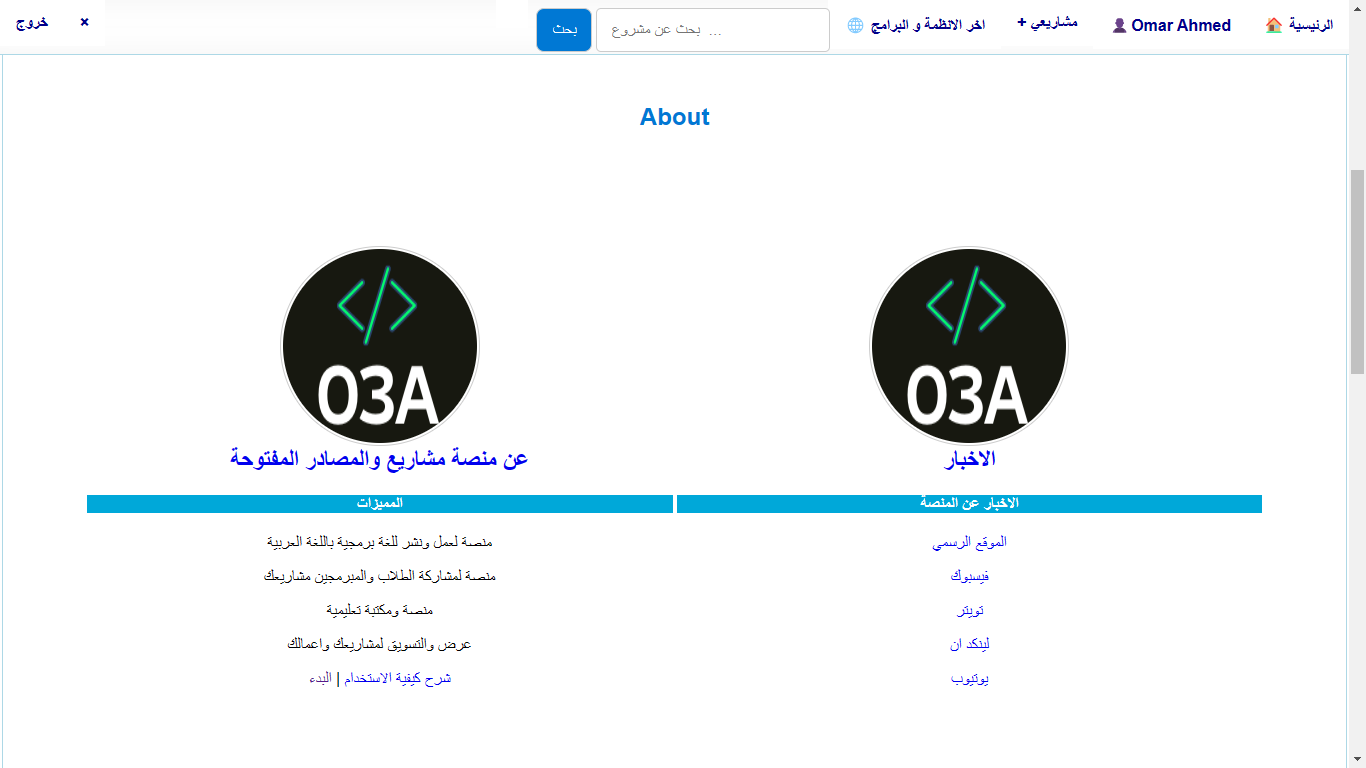 الرئيسية
Omar Ahmed
مشاريعي +
اخر الانظمة و البرامج
بحث عن مشروع ...
بحث
×
خروج
About
O3A
الاخبار
الاخبار عن المنصة
الموقع الرسمي
فيسبوك
تويتر
لينكد ان
يوتيوب
</>
O3A
عن منصة مشاريع والمصادر المفتوحة
المميزات
منصة لعمل ونشر للغة برمجية باللغة العربية
منصة لمشاركة الطلاب والمبرمجين مشاريعك
منصة ومكتبة تعليمية
عرض والتسويق لمشاريعك واعمالك
شرح كيفية الاستخدام | البدء